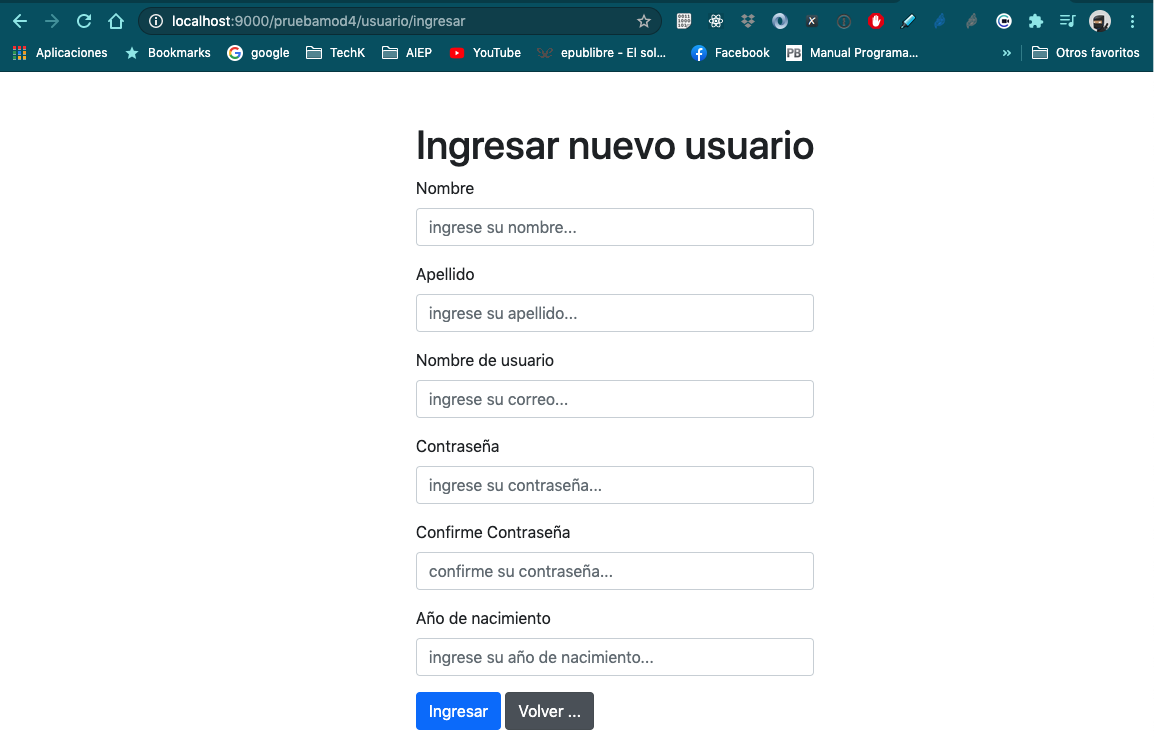 localhost:9000/pruebamod4/usuario/ingresar
Aplicaciones Bookmarks google TechK AIEP YouTube epublibre - El sol... Facebook PB Manual Programa... » Otros favoritos
Ingresar nuevo usuario
Nombre
ingrese su nombre...
Apellido
ingrese su apellido...
Nombre de usuario
ingrese su correo...
Contraseña
ingrese su contraseña...
Confirme Contraseña
confirme su contraseña...
Año de nacimiento
ingrese su año de nacimiento...
Ingresar Volver ...